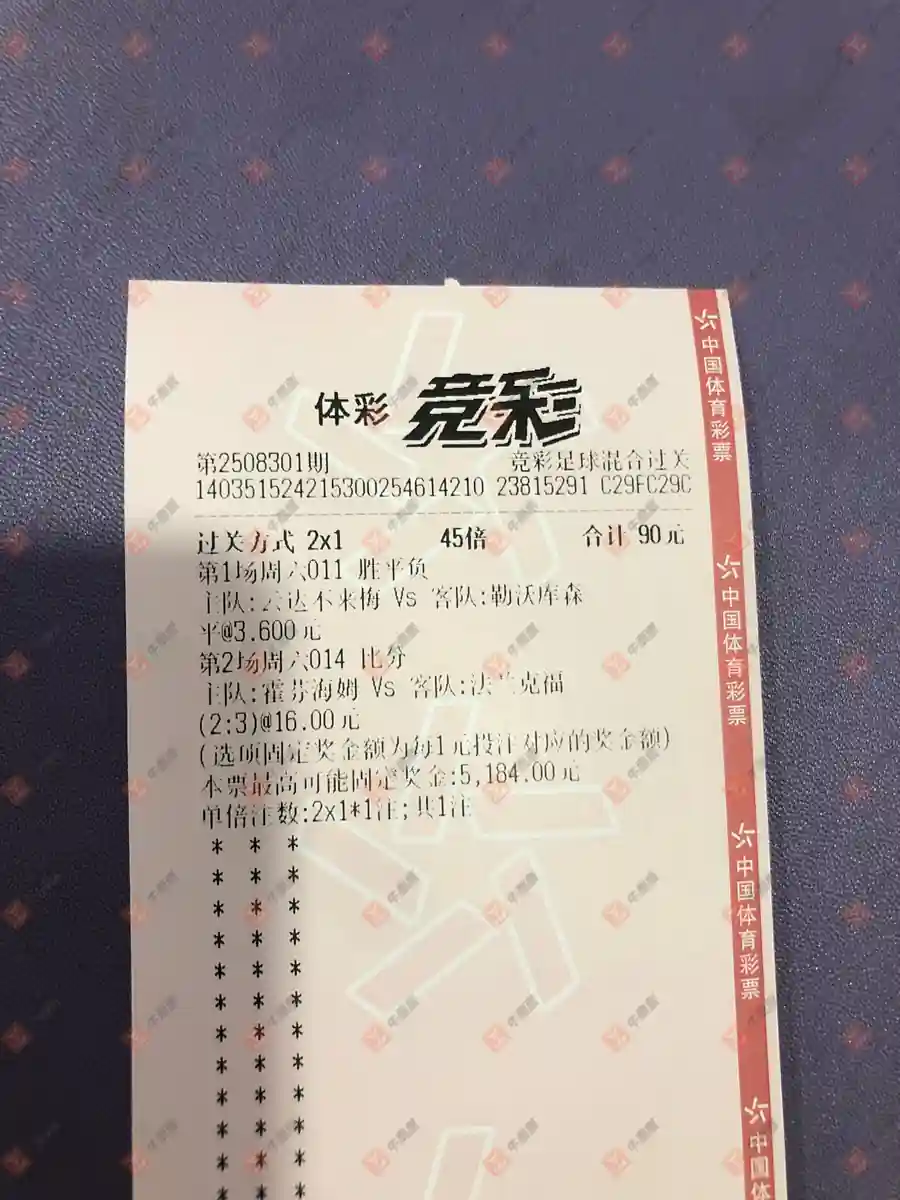 体彩 竞彩
第2508301期 竞彩足球混合过关
140351524215300254614210 23815291 C29FC29C
过关方式 2x1 45倍 合计 90元
第1场周六011 胜平负
主队:云达不来梅 Vs 客队:勒沃库森
平@3.600元
第2场周六014 比分
主队:霍芬海姆 Vs 客队:法兰克福
(2:3)@16.00元
(选项固定奖金额为每1元投注对应的奖金额)
本票最高可能固定奖金:5,184.00元
单倍注数:2x1*1注;共1注
* * *
* * *
* * *
* * *
* * *
* * *
* * *
* * *
* * *
* * *
* * *
* * *
中国体育彩票
中国体育彩票
中国体育彩票
中国体